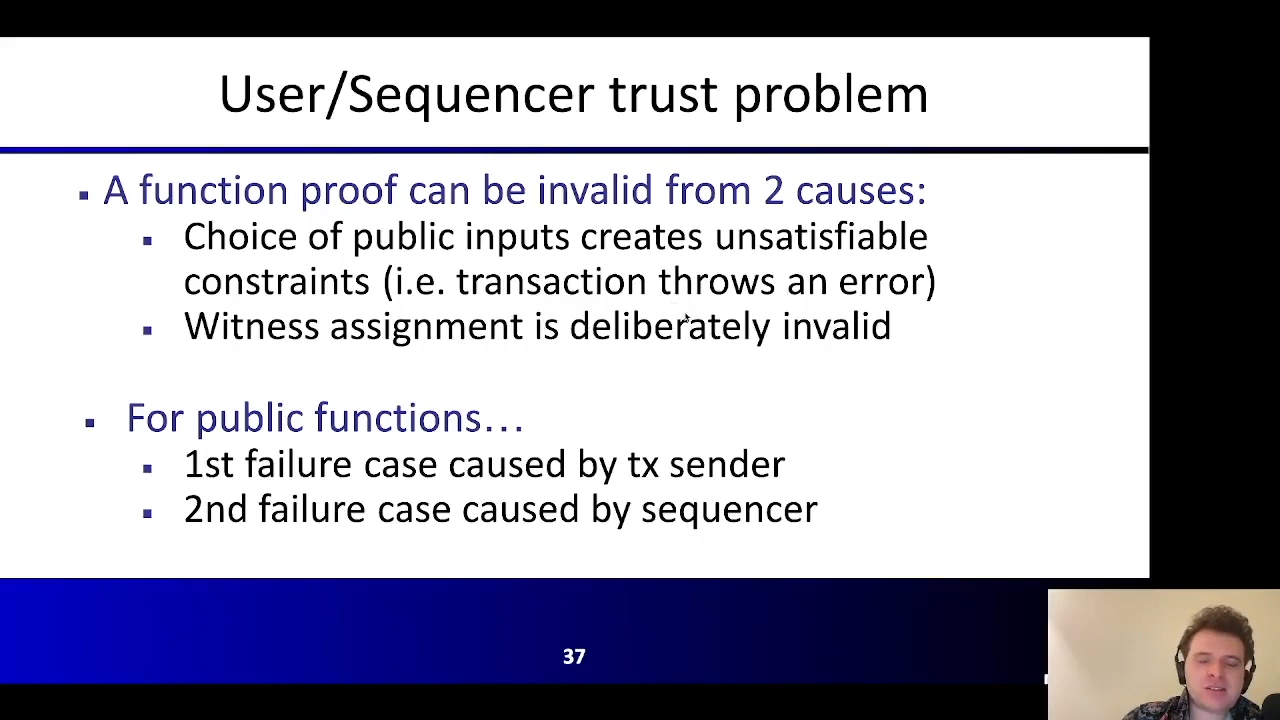 User/Sequencer trust problem
▪ A function proof can be invalid from 2 causes:
▪ Choice of public inputs creates unsatisfiable
constraints (i.e. transaction throws an error)
▪ Witness assignment is deliberately invalid
▪ For public functions…
▪ 1st failure case caused by tx sender
▪ 2nd failure case caused by sequencer
37